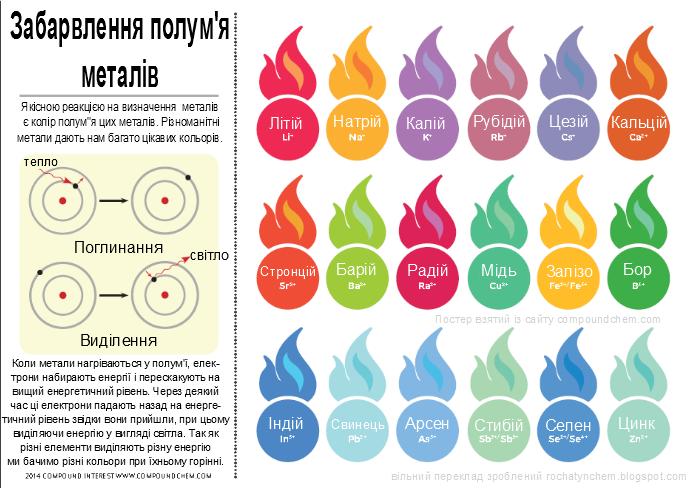 Забарвлення полум'я
металів
Якісною реакцією на визначення металів
є колір полум"я цих металів. Різноманітні
метали дають нам багато цікавих кольорів.
тепло
Поглинання
світло
Виділення
Коли метали нагріваються у полум'ї, елек-
трони набирають енергії і перескакують на
вищий енергетичний рівень. Через деякий
час ці електрони падають назад на енерге-
тичний рівень звідки вони прийшли, при цьому
виділяючи енергію у вигляді світла. Так як
різні елементи виділяють різну енергію
ми бачимо різні кольори при їхньому горінні.
2014 COMPOUND INTEREST WWW.COMPOUNDCHEM.COM
Літій Натрій Калій Рубідій Цезій Кальцій
Li⁺ Na⁺ K⁺ Rb⁺ Cs⁺ Ca²⁺
Стронцій Барій Радій Мідь Залізо Бор
Sr²⁺ Ba²⁺ Ra²⁺ Cu²⁺ Fe²⁺/Fe³⁺ B³⁺
Постер взятий із сайту compoundchem.com
Індій Свинець Арсен Стибій Селен Цинк
In³⁺ Pb²⁺ As³⁺ Sb³⁺/Sb⁵⁺ Se²⁺/Se⁴⁺ Zn²⁺
вільний переклад зроблений rochatynchem.blogspot.com